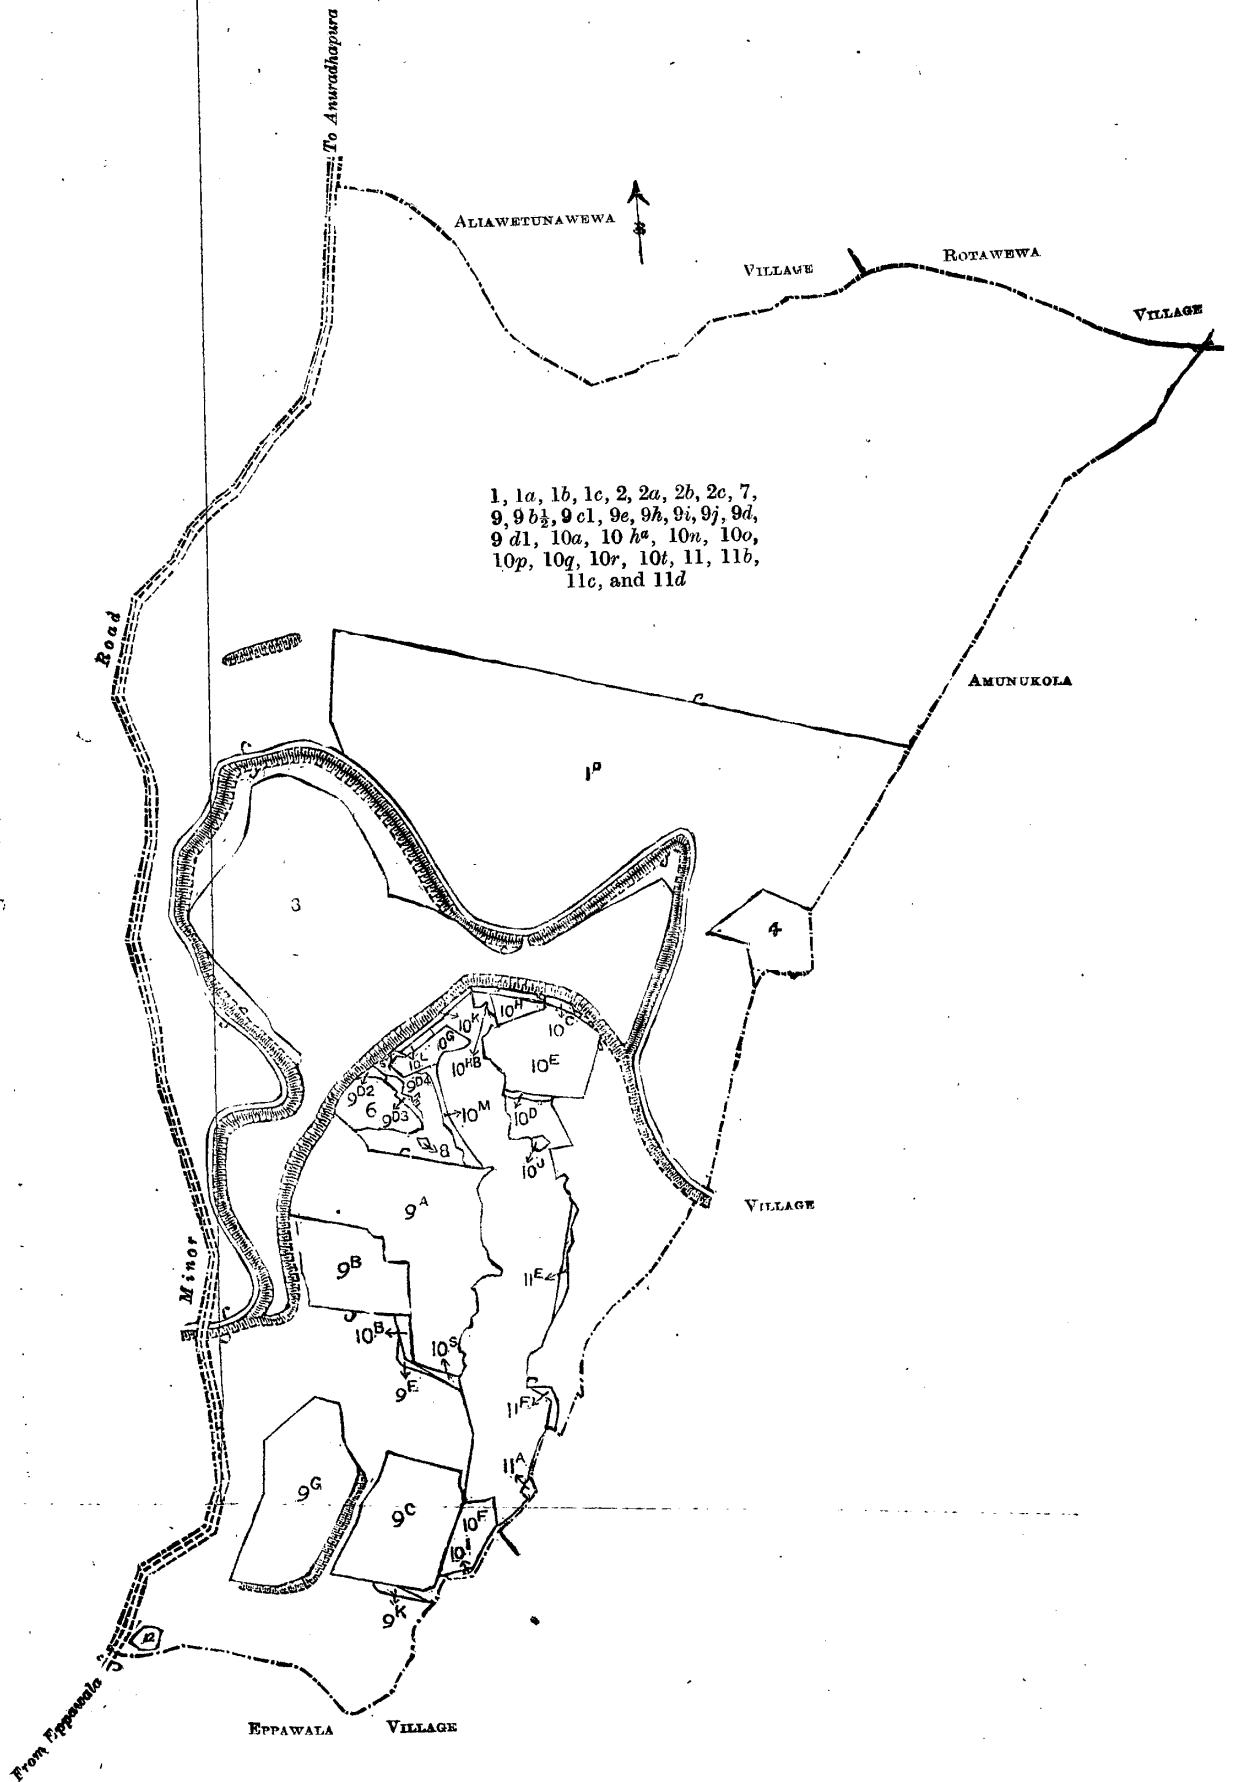 To Anuradhapura
ALIAWETUNAWEWA
VILLAGE
ROTAWEWA
VILLAGE
1, 1a, 1b, 1c, 2, 2a, 2b, 2c, 7,
9, 9 b½, 9 c1, 9e, 9h, 9i, 9j, 9d,
9 d1, 10a, 10 hª, 10n, 10o,
10p, 10q, 10r, 10t, 11, 11b,
11c, and 11d
Road
AMUNUKOLA
1D
3
4
10K
10H
10C
10G
10L
10HB
10E
9D2
9D4
6
9D3
10M
10D
8
10J
9A
VILLAGE
Minor
9B
11E
10B
10S
9E
11F
11A
9G
9C
10F
10I
9K
12
From Eppawala
EPPAWALA VILLAGE